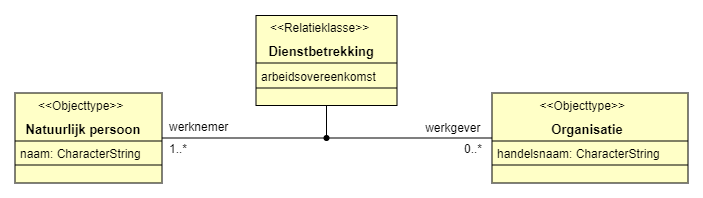 <<Relatieklasse>>
Dienstbetrekking
arbeidsovereenkomst
<<Objecttype>>
Natuurlijk persoon
naam: CharacterString
werknemer
1..*
werkgever
0..*
<<Objecttype>>
Organisatie
handelsnaam: CharacterString